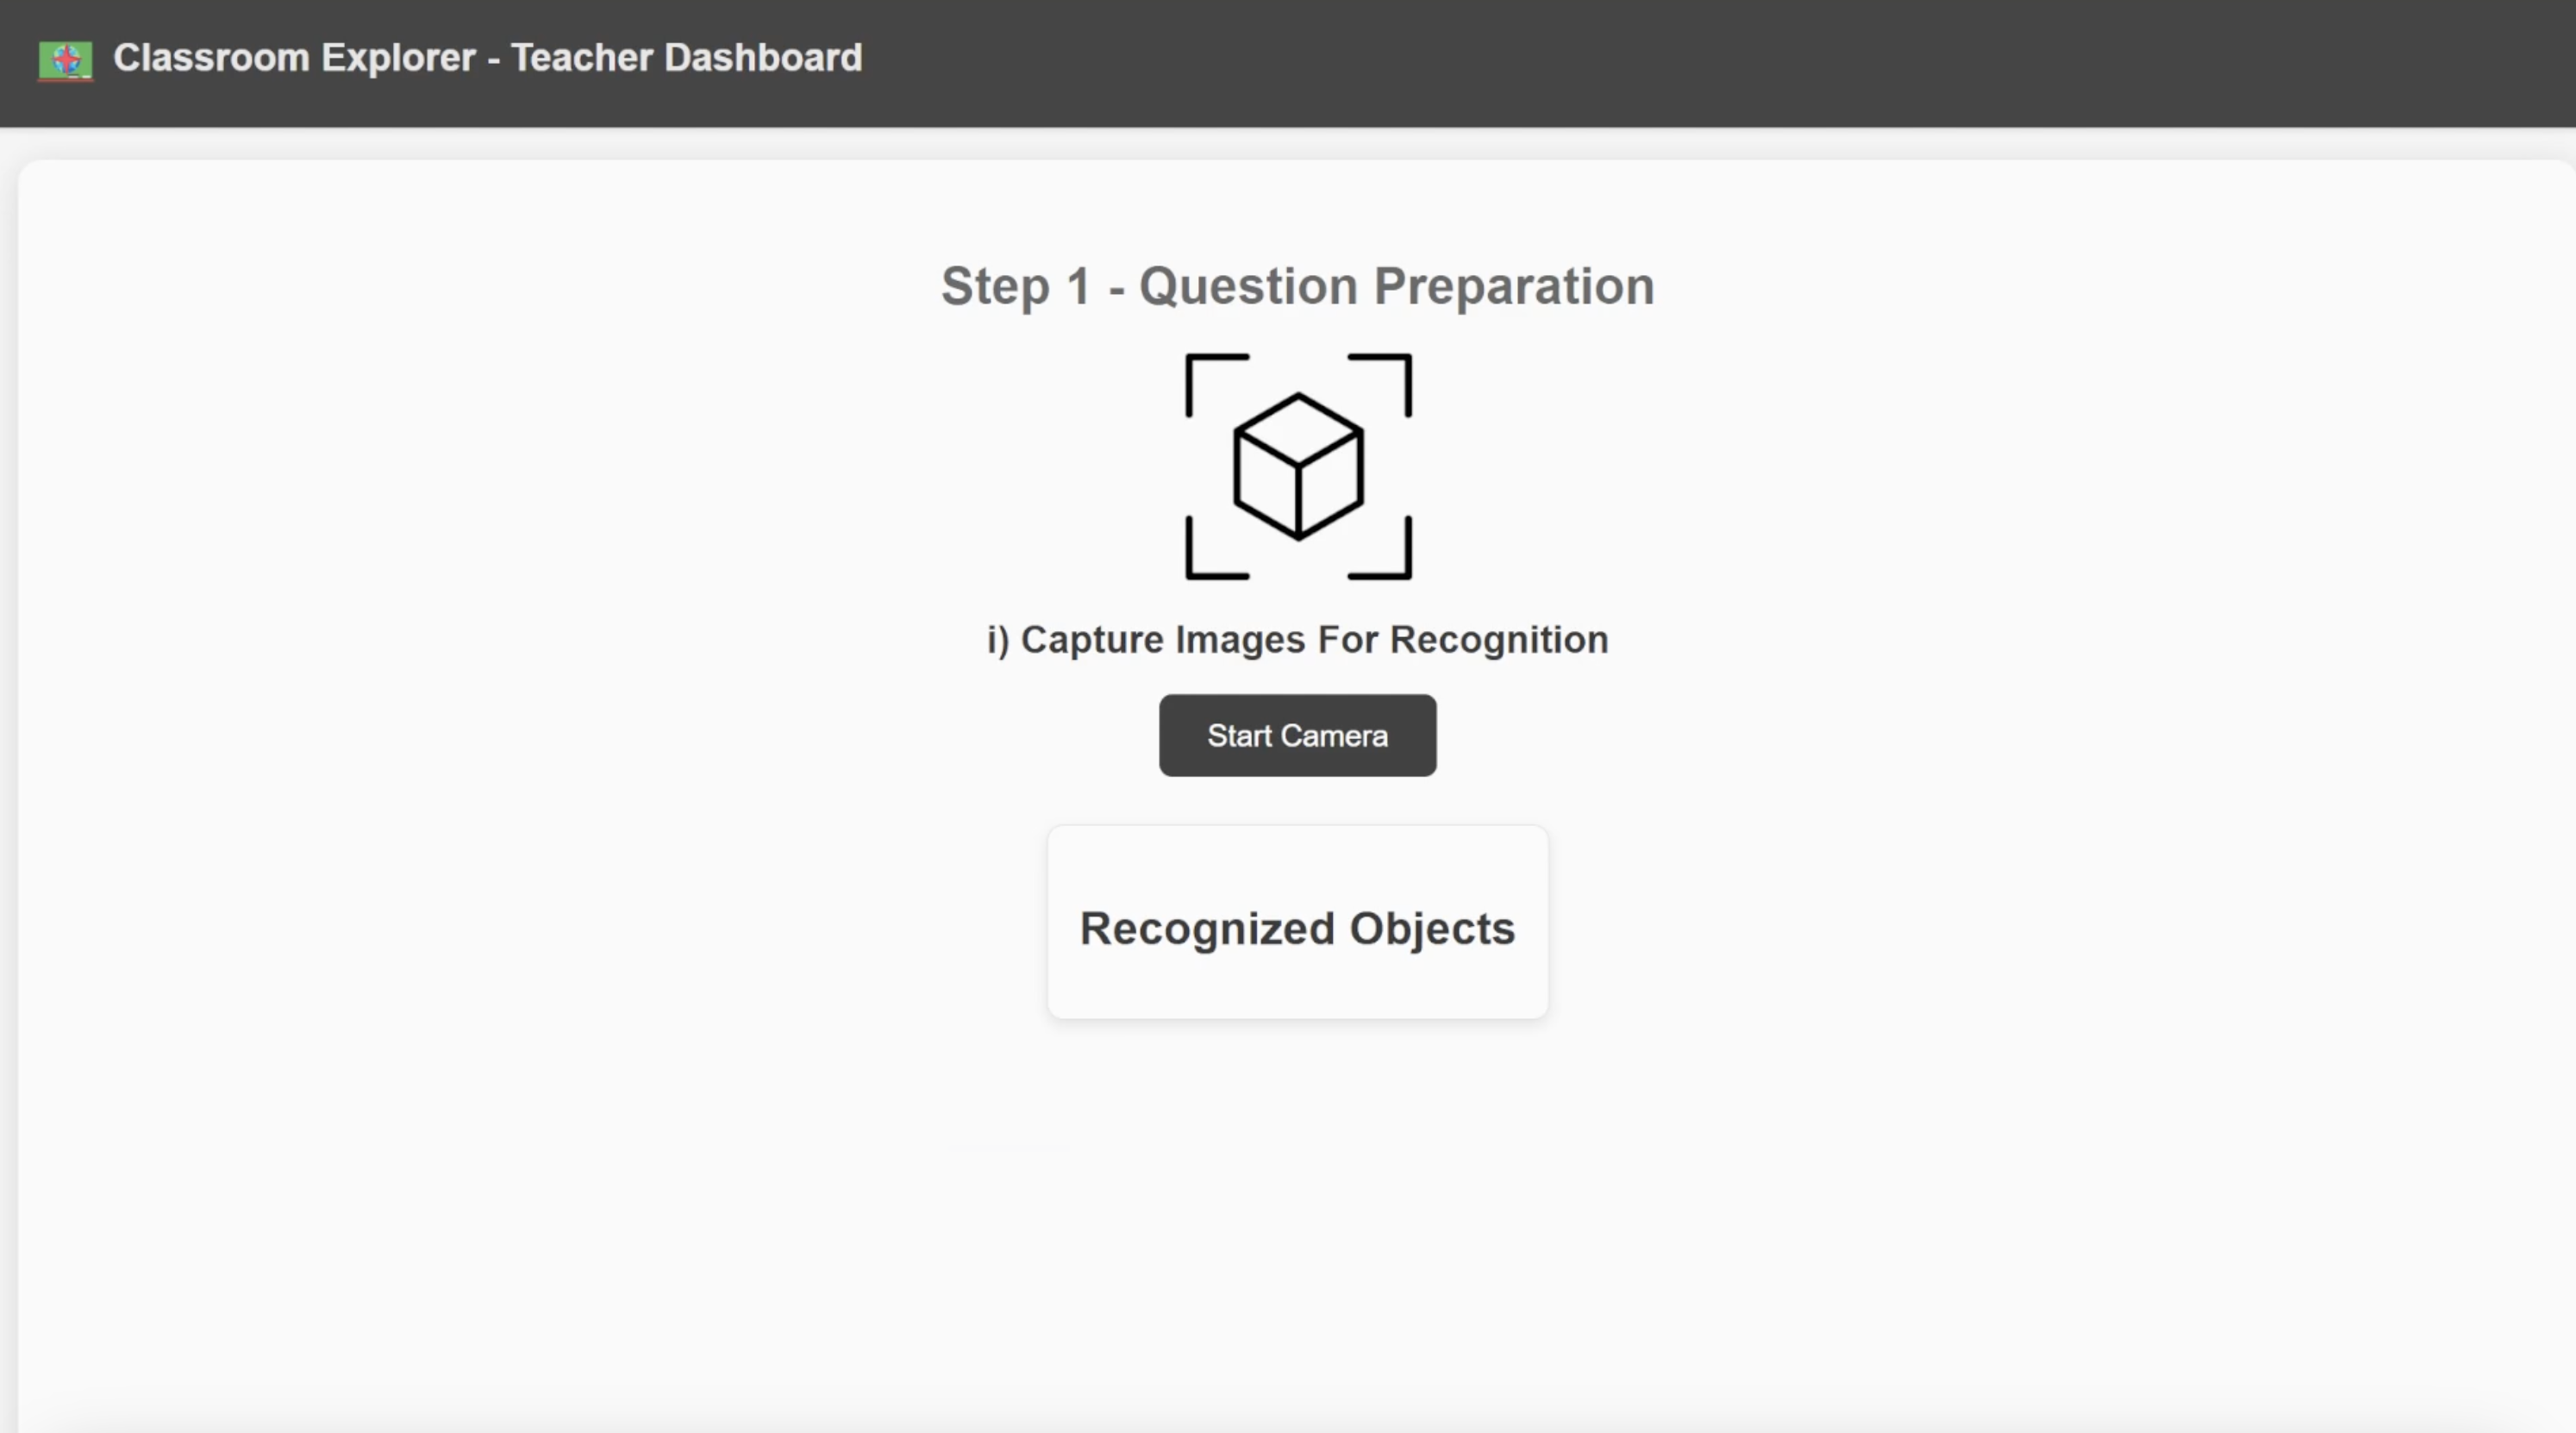 Classroom Explorer - Teacher Dashboard
Step 1 - Question Preparation
i) Capture Images For Recognition
Start Camera
Recognized Objects